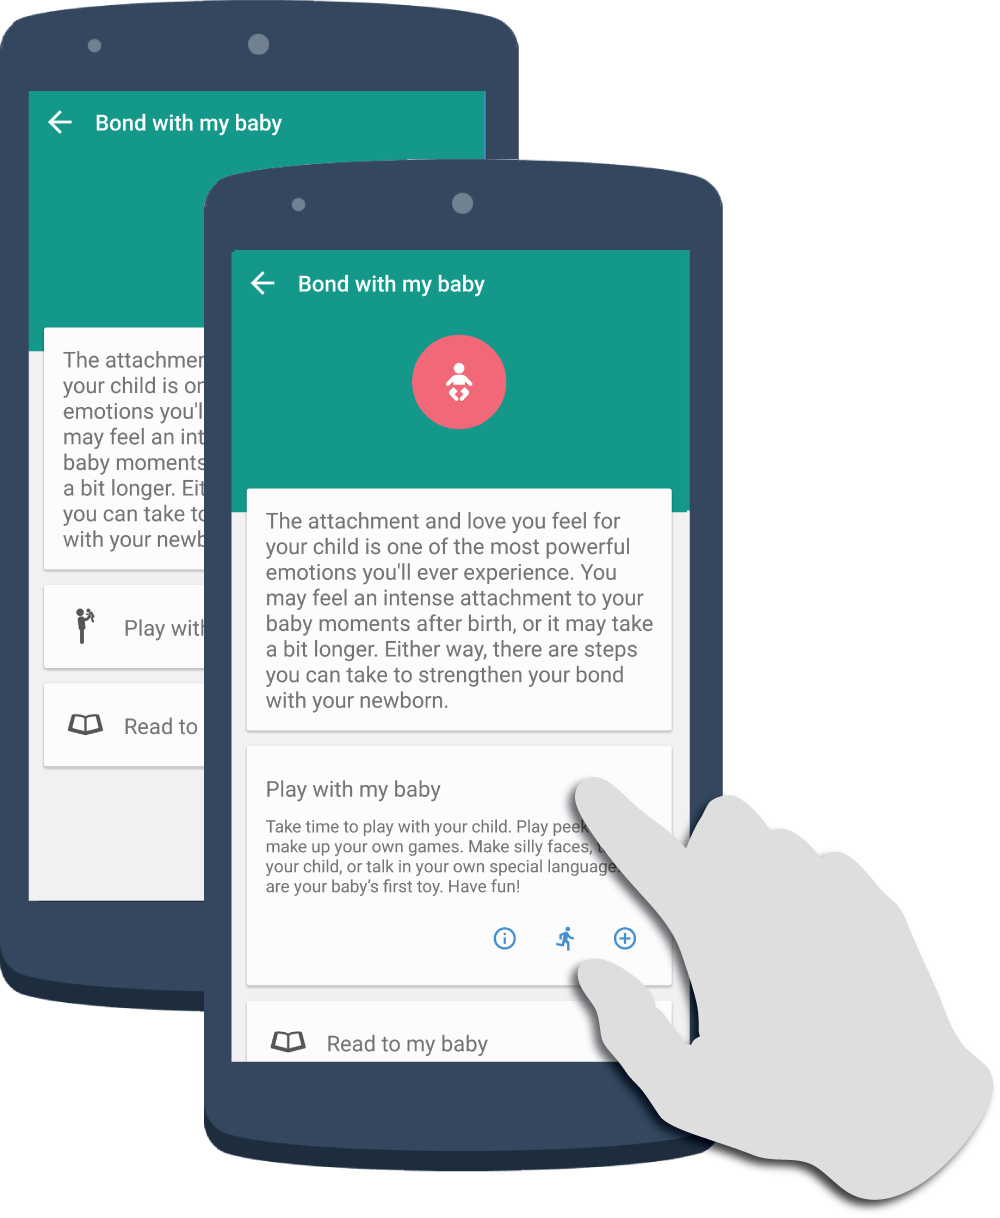 Bond with my baby
The attachmen
your child is on
emotions you'll
may feel an int
baby moments
a bit longer. Eit
you can take to
with your newb
Play with
Read to
Bond with my baby
The attachment and love you feel for
your child is one of the most powerful
emotions you'll ever experience. You
may feel an intense attachment to your
baby moments after birth, or it may take
a bit longer. Either way, there are steps
you can take to strengthen your bond
with your newborn.
Play with my baby
Take time to play with your child. Play peek
make up your own games. Make silly faces,
your child, or talk in your own special language.
are your baby's first toy. Have fun!
Read to my baby